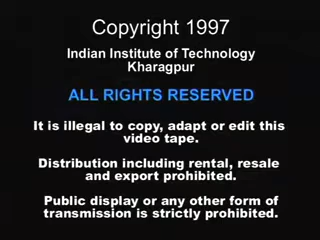 Copyright 1997
Indian Institute of Technology
Kharagpur
ALL RIGHTS RESERVED
It is illegal to copy, adapt or edit this
video tape.
Distribution including rental, resale
and export prohibited.
Public display or any other form of
transmission is strictly prohibited.